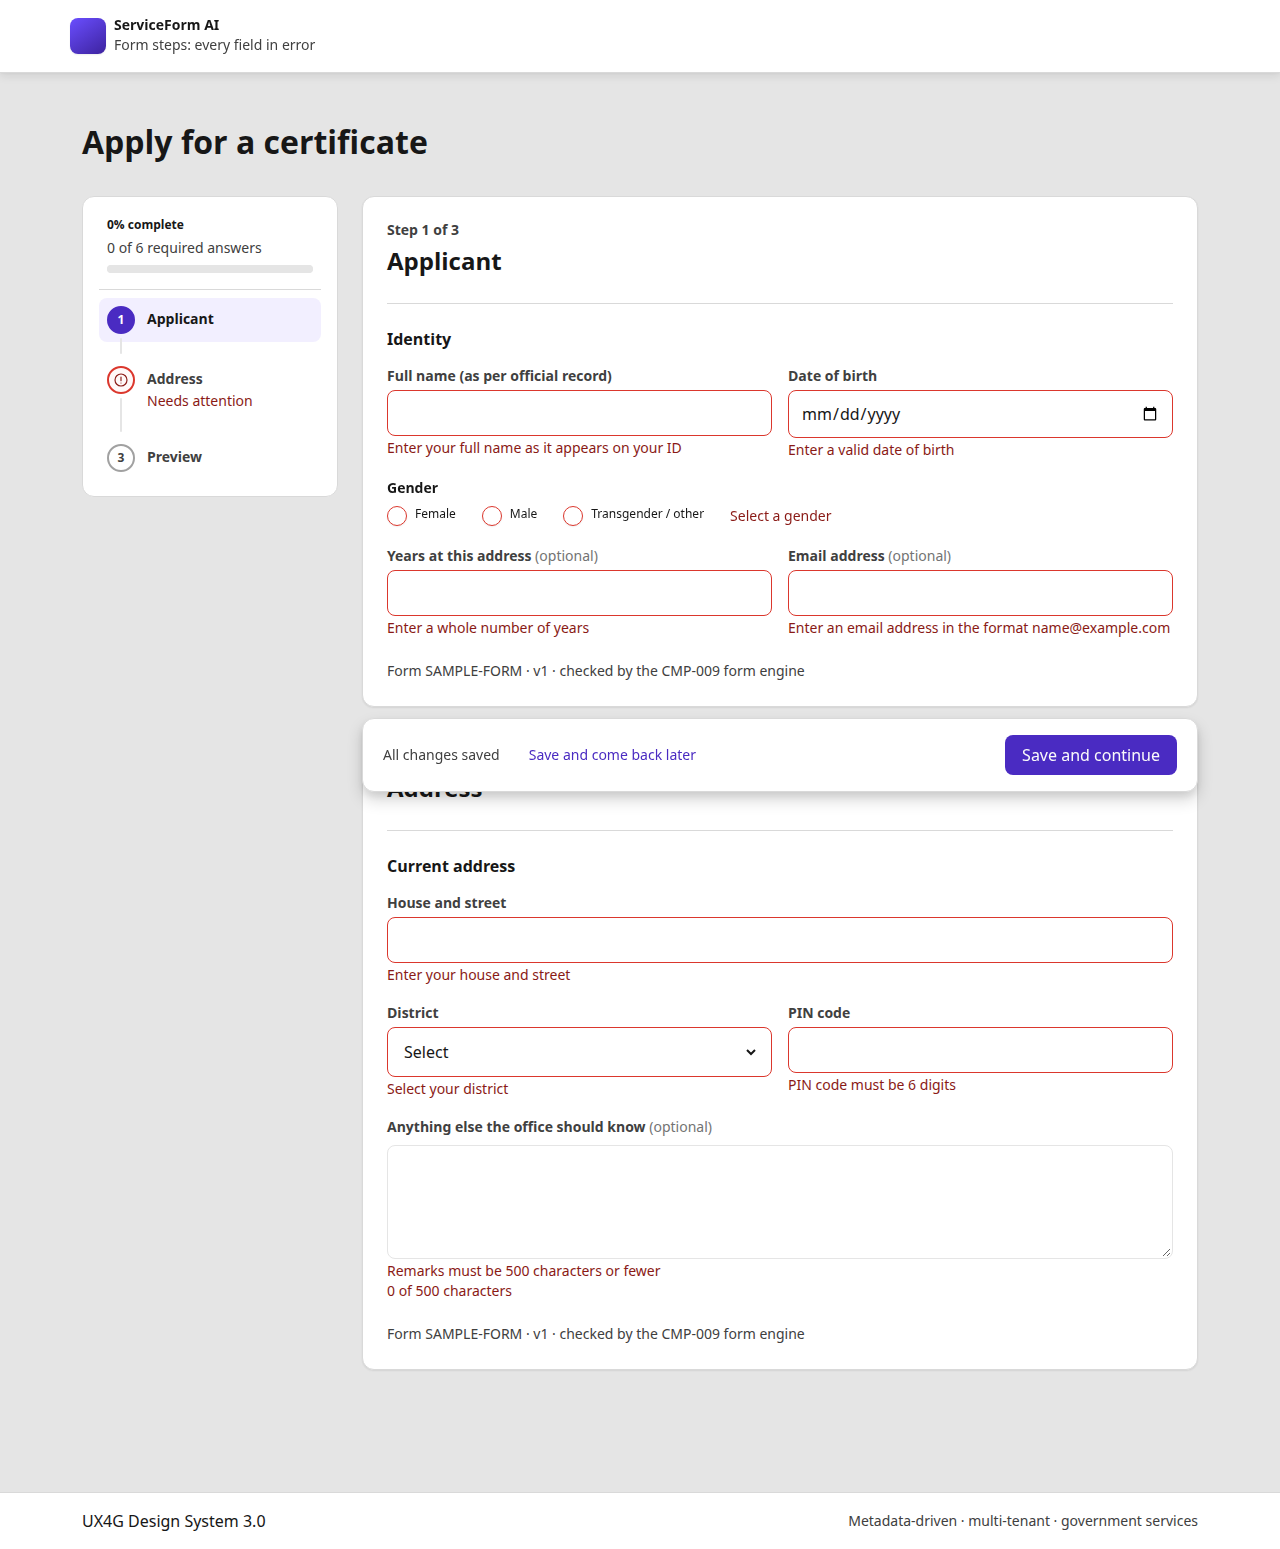 ServiceForm AI
Form steps: every field in error
Apply for a certificate
0% complete
0 of 6 required answers
1
Applicant
Address
Needs attention
3
Preview
Step 1 of 3
Applicant
Identity
Full name (as per official record)
Date of birth
mm/dd/yyyy
Enter your full name as it appears on your ID
Enter a valid date of birth
Gender
Female
Male
Transgender / other
Select a gender
Years at this address (optional)
Email address (optional)
Enter a whole number of years
Enter an email address in the format name@example.com
Form SAMPLE-FORM · v1 · checked by the CMP-009 form engine
All changes saved
Save and come back later
Save and continue
Address
Current address
House and street
Enter your house and street
District
PIN code
Select
Select your district
PIN code must be 6 digits
Anything else the office should know (optional)
Remarks must be 500 characters or fewer
0 of 500 characters
Form SAMPLE-FORM · v1 · checked by the CMP-009 form engine
UX4G Design System 3.0
Metadata-driven · multi-tenant · government services